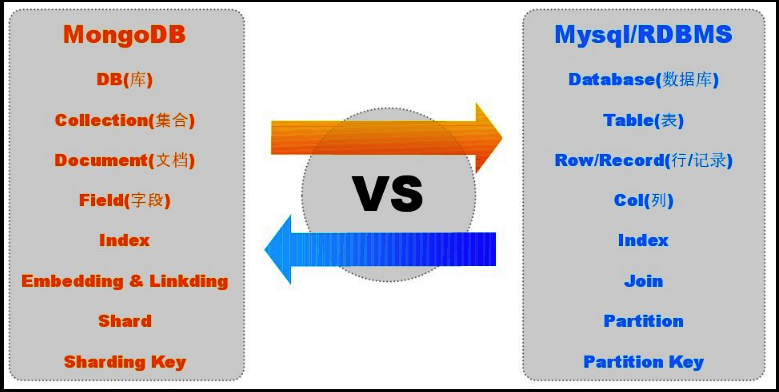 MongoDB
DB(库)
Collection(集合)
Document(文档)
Field(字段)
Index
Embedding & Linkding
Shard
Sharding Key
VS
Mysql/RDBMS
Database(数据库)
Table(表)
Row/Record(行/记录)
Col(列)
Index
Join
Partition
Partition Key